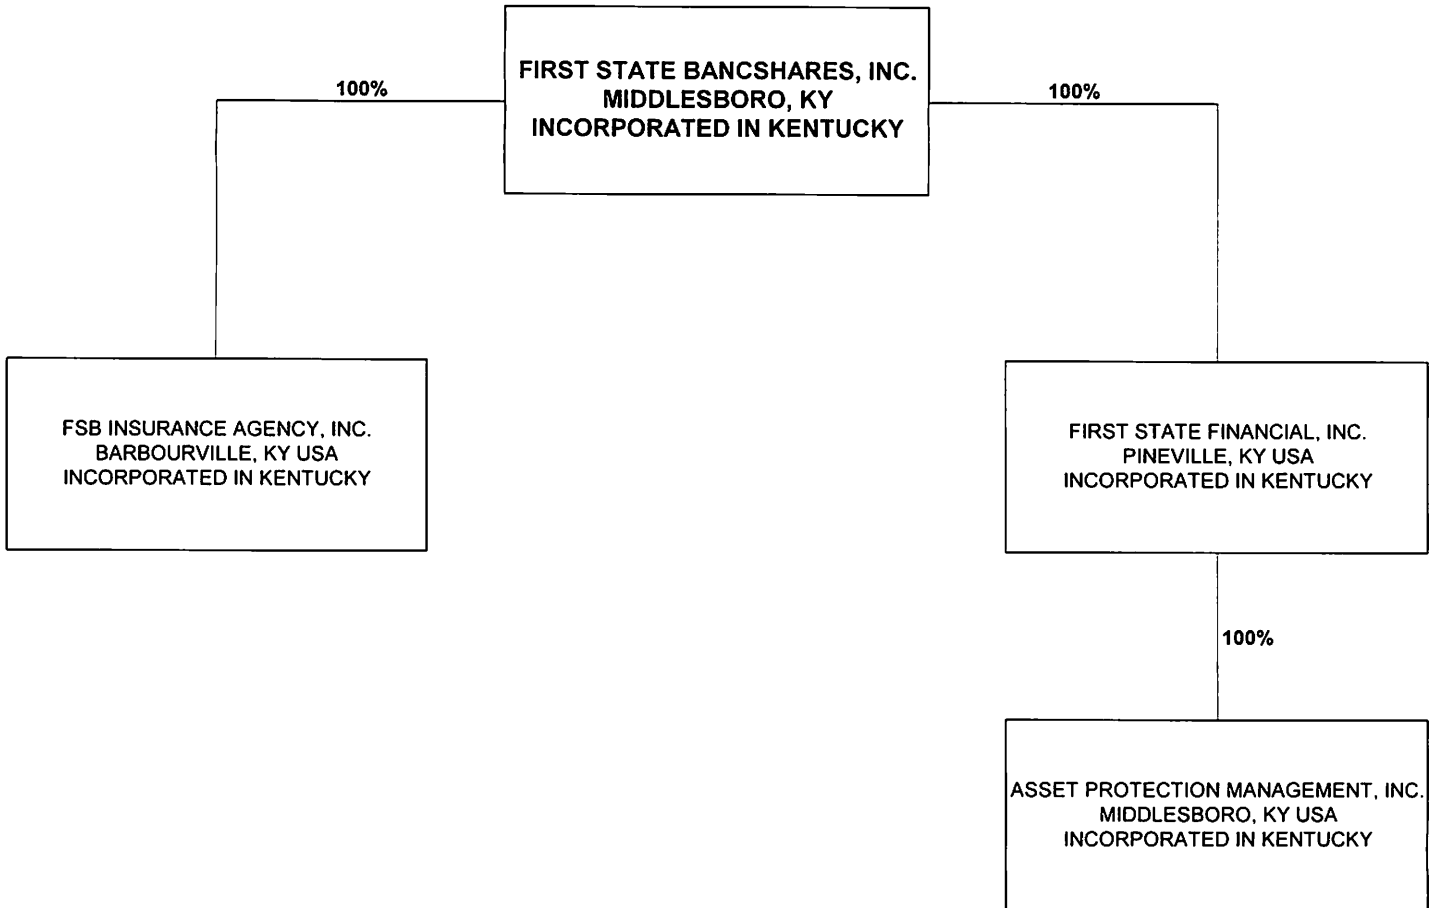 FIRST STATE BANCSHARES, INC.
MIDDLESBORO, KY
INCORPORATED IN KENTUCKY
100%
100%
FSB INSURANCE AGENCY, INC.
BARBOURVILLE, KY USA
INCORPORATED IN KENTUCKY
FIRST STATE FINANCIAL, INC.
PINEVILLE, KY USA
INCORPORATED IN KENTUCKY
100%
ASSET PROTECTION MANAGEMENT, INC.
MIDDLESBORO, KY USA
INCORPORATED IN KENTUCKY